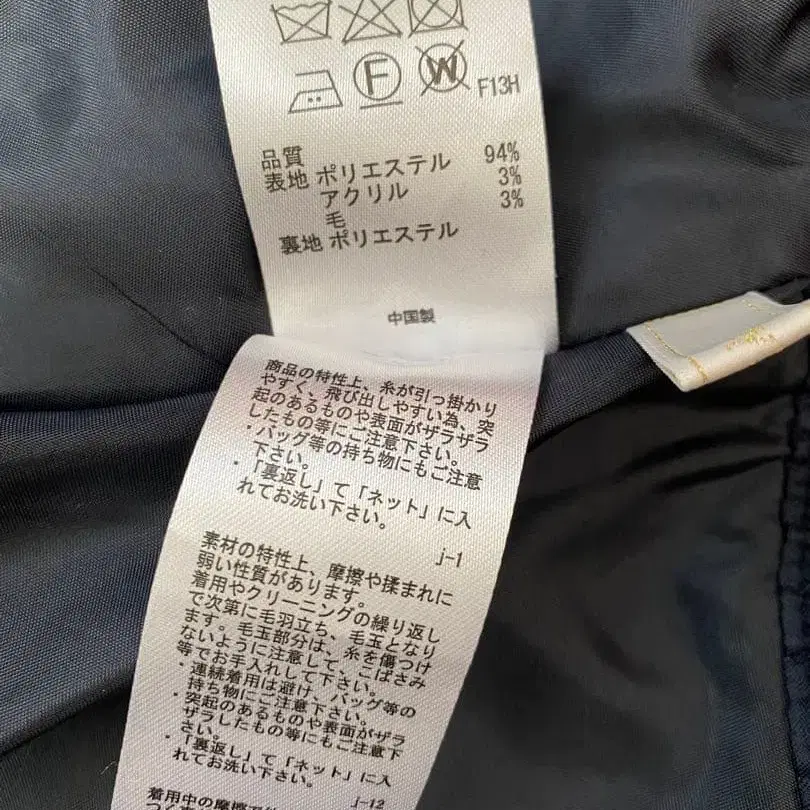 F
W
F13H
品質
表地 ポリエステル 94%
アクリル 3%
毛 3%
裏地 ポリエステル
中国製
商品の特性上、糸が引っ掛かり
やすく、飛び出しやすい為、突
起のあるものや表面がザラザラ
したもの等にご注意下さい。
・バッグ等の持ち物にもご注意
下さい。
・「裏返し」て「ネット」に入
れてお洗い下さい。
j-1
素材の特性上、摩擦や揉まれに
弱い性質があります。
着用やクリーニングの繰り返し
で次第に毛羽立ち、毛玉となり
ます。毛玉部分は、糸を傷つけ
ないように注意して、こばさみ
等でお手入れして下さい。
・連続着用は避け、バッグ等の
持ち物にご注意下さい。
・突起のあるものや表面がザラ
ザラしたもの等にもご注意下
さい。
・「裏返し」て「ネット」に入
れてお洗い下さい。
j-12
着用中の摩擦で